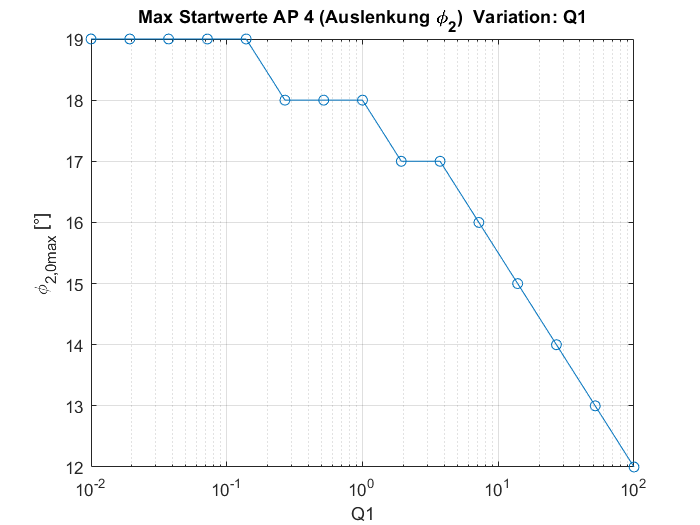 Max Startwerte AP 4 (Auslenkung ϕ₂)  Variation: Q1
19
18
17
16
15
14
13
12
ϕ2,0max [°]
10⁻² 10⁻¹ 10⁰ 10¹ 10²
Q1